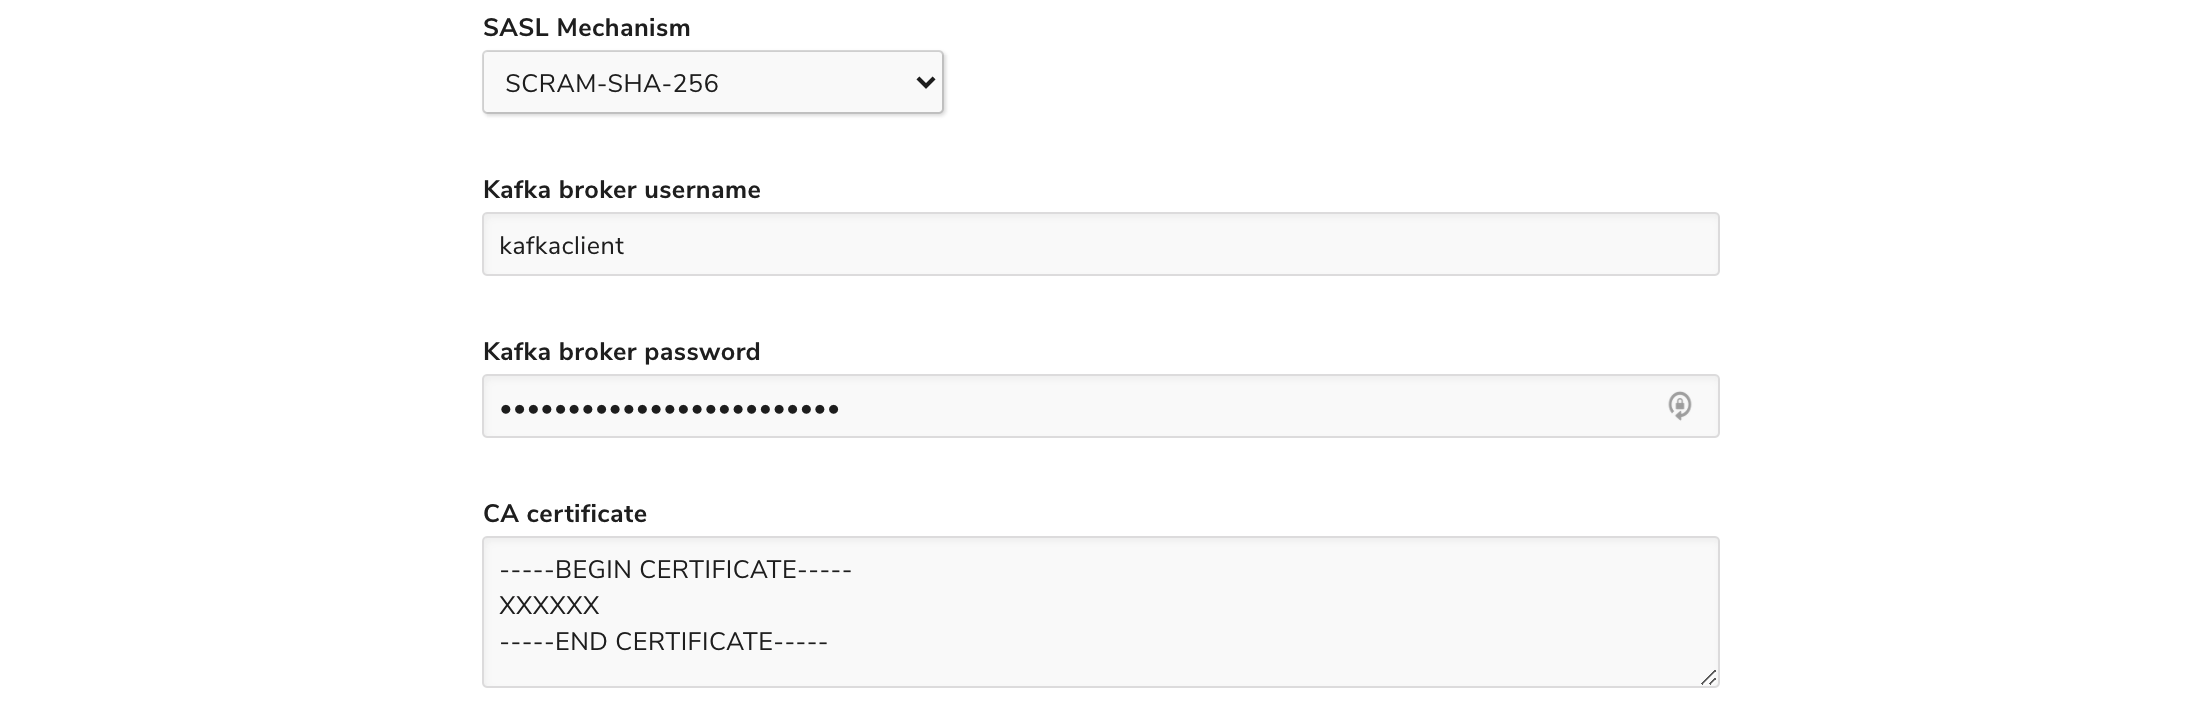 SASL Mechanism
SCRAM-SHA-256
Kafka broker username
kafkaclient
Kafka broker password
•••••••••••••••••••••••••
CA certificate
-----BEGIN CERTIFICATE-----
XXXXXX
-----END CERTIFICATE-----